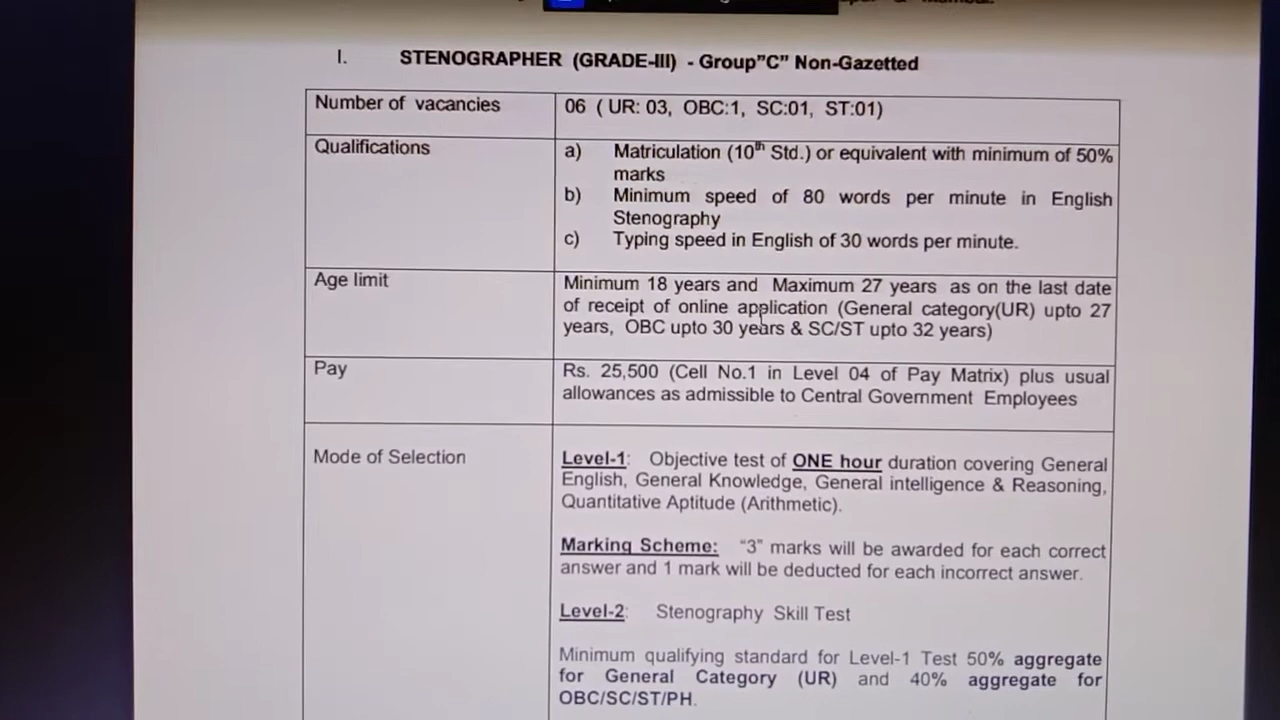 I. STENOGRAPHER (GRADE-III) - Group"C" Non-Gazetted
Number of vacancies
06 ( UR: 03, OBC:1, SC:01, ST:01)
Qualifications
a) Matriculation (10th Std.) or equivalent with minimum of 50%
marks
b) Minimum speed of 80 words per minute in English
Stenography
c) Typing speed in English of 30 words per minute.
Age limit
Minimum 18 years and Maximum 27 years as on the last date
of receipt of online application (General category(UR) upto 27
years, OBC upto 30 years & SC/ST upto 32 years)
Pay
Rs. 25,500 (Cell No.1 in Level 04 of Pay Matrix) plus usual
allowances as admissible to Central Government Employees
Mode of Selection
Level-1: Objective test of ONE hour duration covering General
English, General Knowledge, General intelligence & Reasoning,
Quantitative Aptitude (Arithmetic).
Marking Scheme: "3" marks will be awarded for each correct
answer and 1 mark will be deducted for each incorrect answer.
Level-2: Stenography Skill Test
Minimum qualifying standard for Level-1 Test 50% aggregate
for General Category (UR) and 40% aggregate for
OBC/SC/ST/PH.